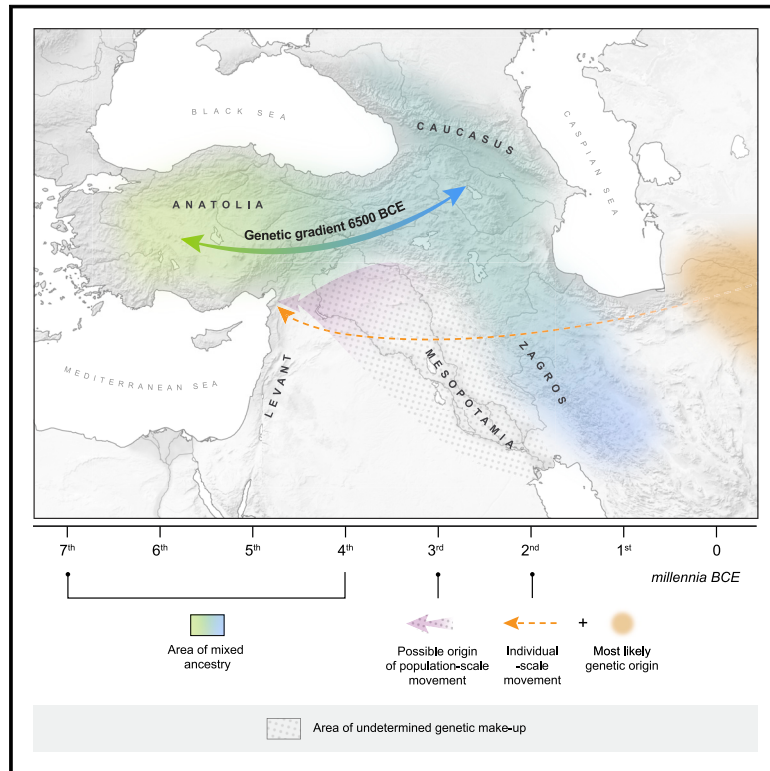 BLACK SEA
CAUCASUS
CASPIAN SEA
ANATOLIA
Genetic gradient 6500 BCE
ZAGROS
MESOPOTAMIA
LEVANT
MEDITERRANEAN SEA
7th 6th 5th 4th 3rd 2nd 1st 0
millennia BCE
+
Area of mixed
ancestry
Possible origin
of population-scale
movement
Individual
-scale
movement
Most likely
genetic origin
Area of undetermined genetic make-up